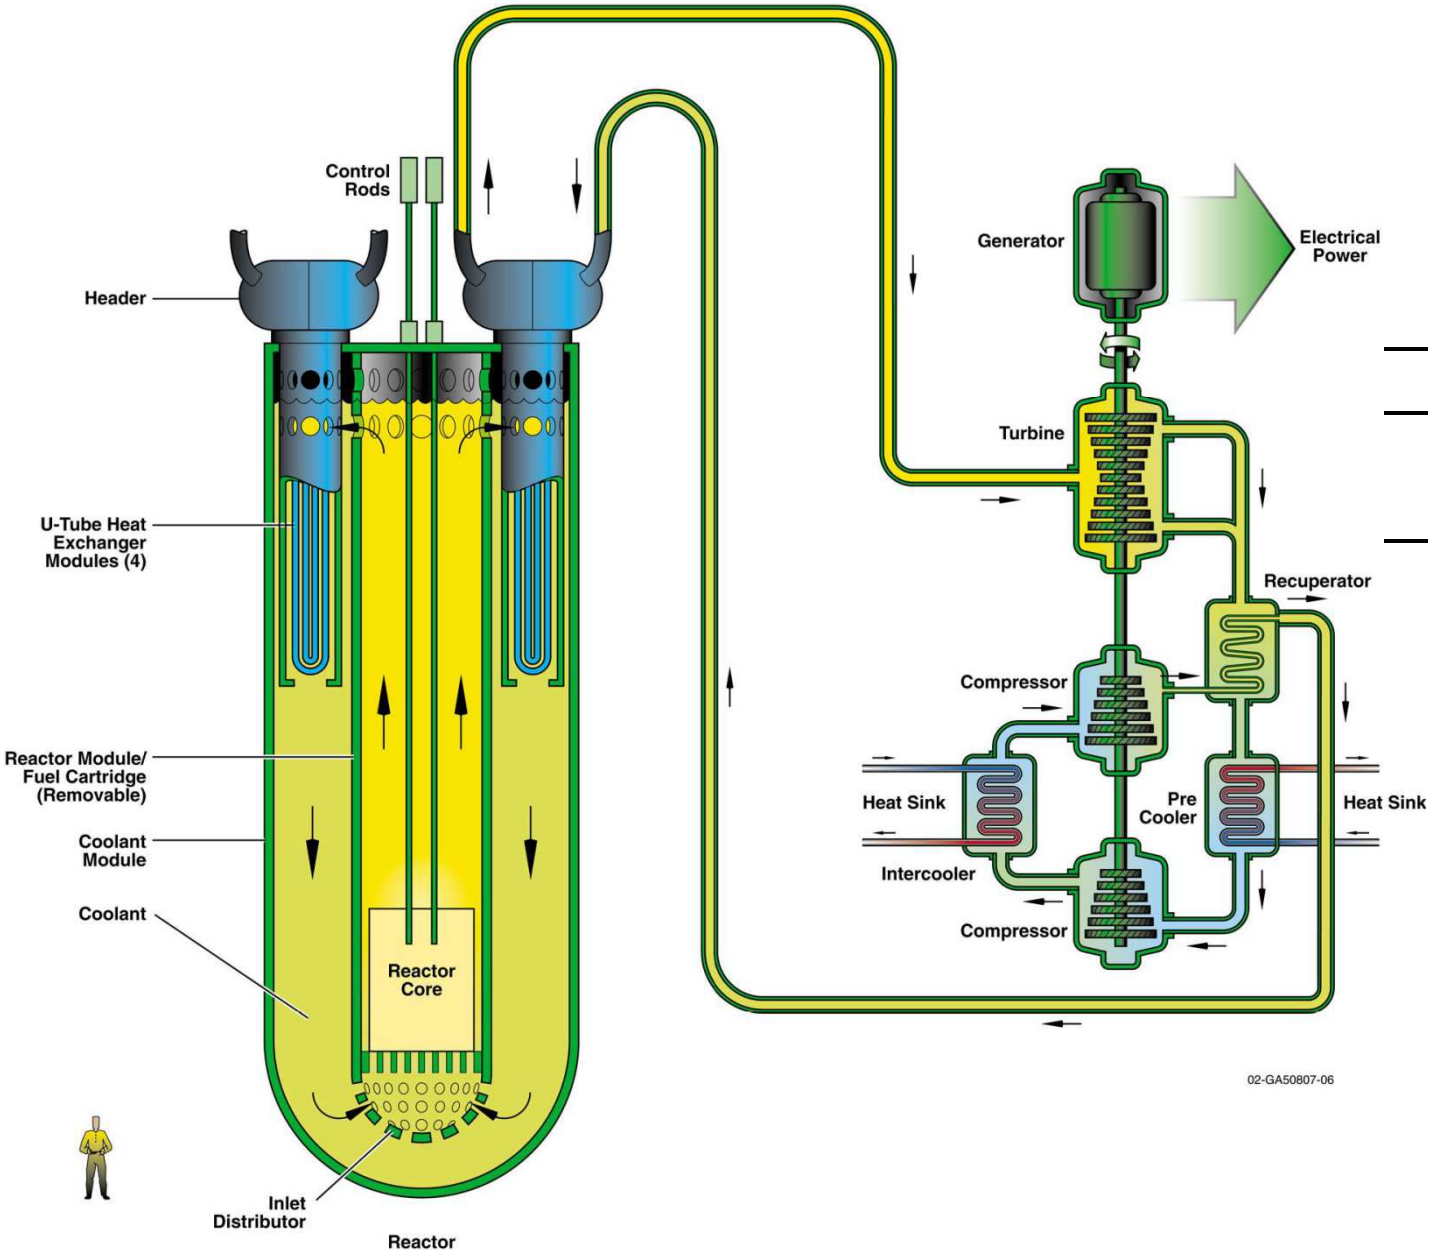 Control
Rods
Generator
Electrical
Power
Header
Turbine
U-Tube Heat
Exchanger
Modules (4)
Recuperator
Compressor
Reactor Module/
Fuel Cartridge
(Removable)
Heat Sink
Pre
Cooler
Heat Sink
Coolant
Module
Intercooler
Coolant
Compressor
Reactor
Core
02-GA50807-06
Inlet
Distributor
Reactor